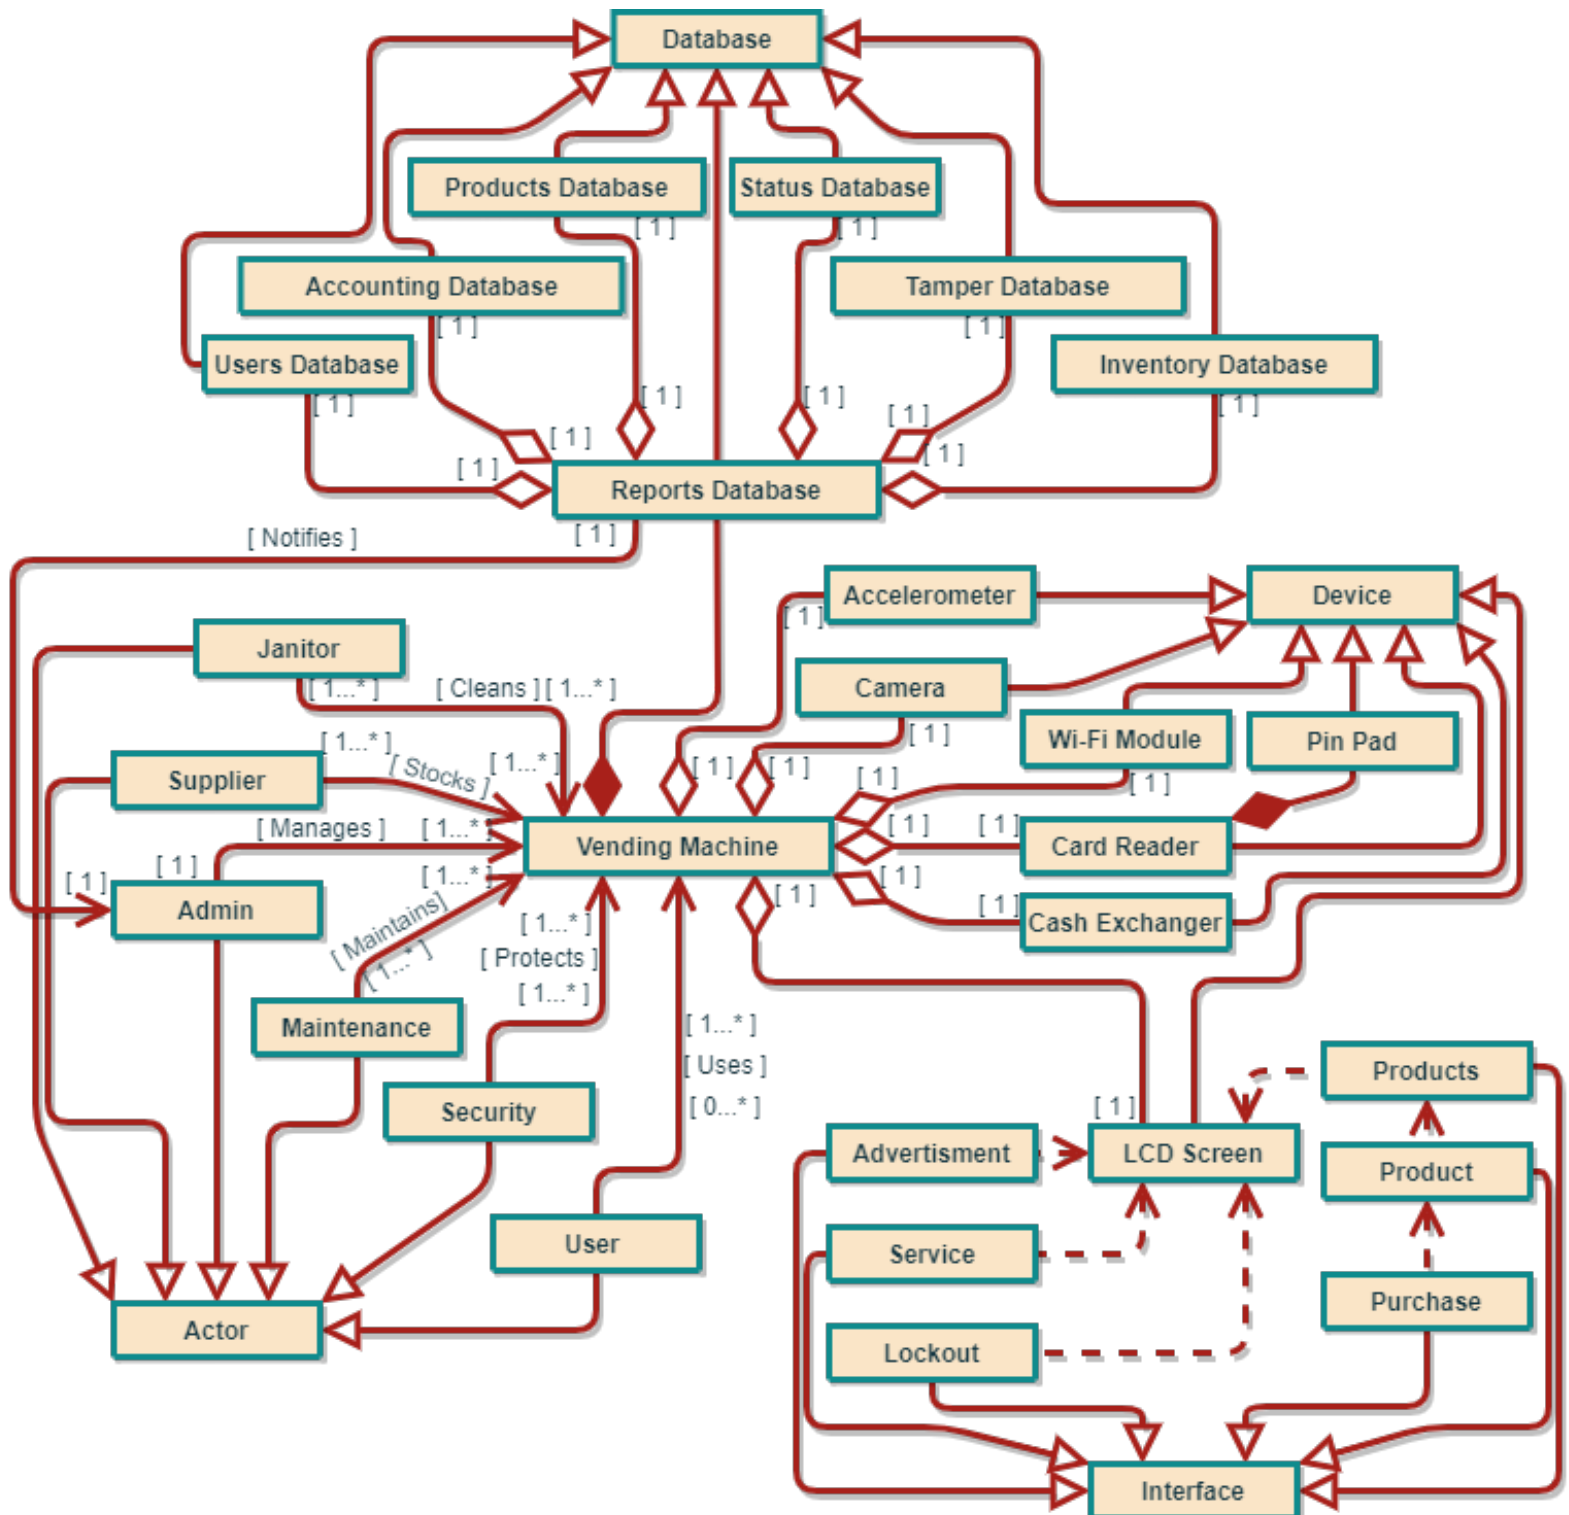 Database
Products Database
Status Database
[ 1 ]
[ 1 ]
Accounting Database
Tamper Database
[ 1 ]
[ 1 ]
Users Database
Inventory Database
[ 1 ]
[ 1 ]
[ 1 ]
[ 1 ]
[ 1 ]
[ 1 ]
[ 1 ]
[ 1 ]
Reports Database
[ Notifies ]
[ 1 ]
Accelerometer
Device
[ 1 ]
Janitor
[ 1...* ]
[ Cleans ]
[ 1...* ]
Camera
[ 1 ]
Wi-Fi Module
Pin Pad
[ 1...* ]
[ Stocks ]
[ 1...* ]
[ 1 ]
[ 1 ]
[ 1 ]
[ 1 ]
Supplier
[ Manages ]
[ 1...* ]
Vending Machine
[ 1 ]
[ 1 ]
Card Reader
[ 1 ]
[ 1 ]
[ 1...* ]
[ 1 ]
[ 1 ]
[ 1 ]
Admin
Cash Exchanger
[ Maintains]
[ 1...* ]
[ 1...* ]
[ Protects ]
[ 1...* ]
Maintenance
[ 1...* ]
[ Uses ]
[ 0...* ]
Security
[ 1 ]
Products
Advertisment
LCD Screen
Product
User
Service
Purchase
Actor
Lockout
Interface